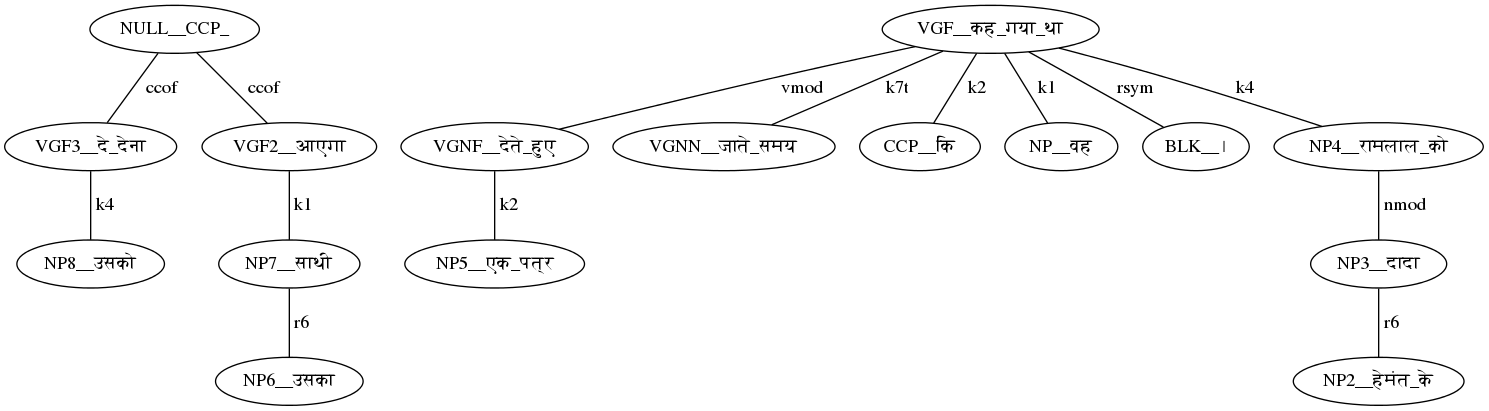 NULL__CCP_ VGF__कह_गया_था
ccof ccof vmod k7t k2 k1 rsym k4
VGF3__दे_देना VGF2__आएगा VGNF__देते_हुए VGNN__जाते_समय CCP__कि NP__वह BLK__। NP4__रामलाल_को
k4 k1 k2 nmod
NP8__उसको NP7__साथी NP5__एक_पत्र NP3__दादा
r6 r6
NP6__उसका NP2__हेमंत_के